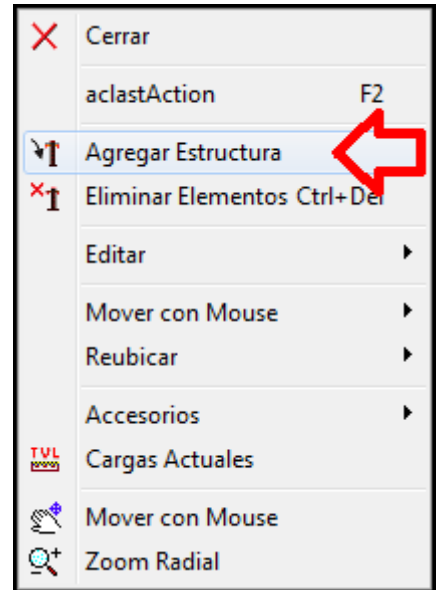 Cerrar
aclastAction F2
Agregar Estructura
Eliminar Elementos Ctrl+Del
Editar
Mover con Mouse
Reubicar
Accesorios
TVL
Cargas Actuales
Mover con Mouse
Zoom Radial